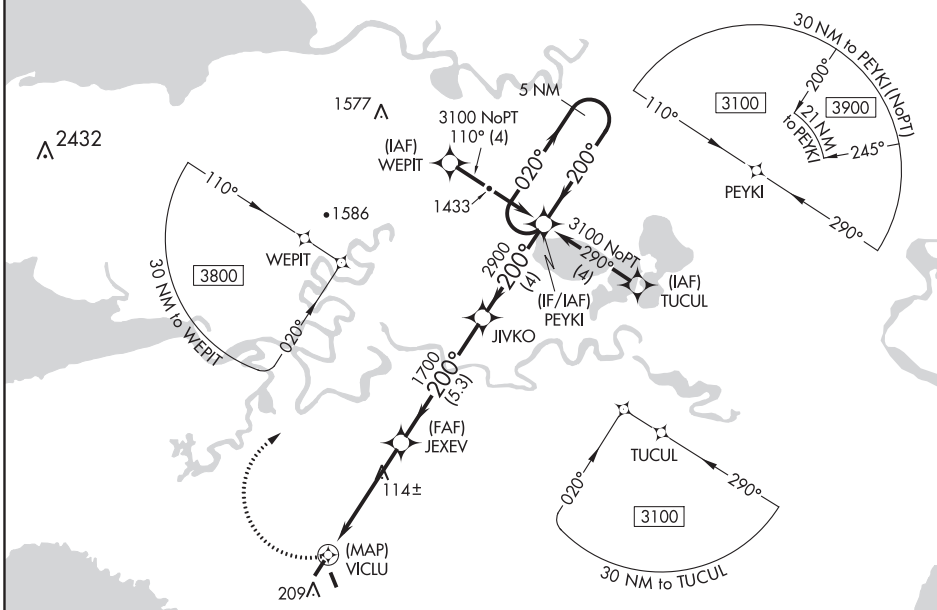 30 NM to PEYKI (NoPT)
200°
3100
3900
110°
21 NM
to PEYKI
245°
PEYKI
290°
5 NM
1577
3100 NoPT
110° (4)
2432
(IAF)
WEPIT
020°
200°
1433
110°
1586
WEPIT
3800
30 NM to WEPIT
020°
3100 NoPT
290°
(4)
(IAF)
TUCUL
2900
200°
(4)
(IF/IAF)
PEYKI
JIVKO
1700
200°
(5.3)
(FAF)
JEXEV
114±
TUCUL
020°
290°
3100
30 NM to TUCUL
(MAP)
VICLU
209